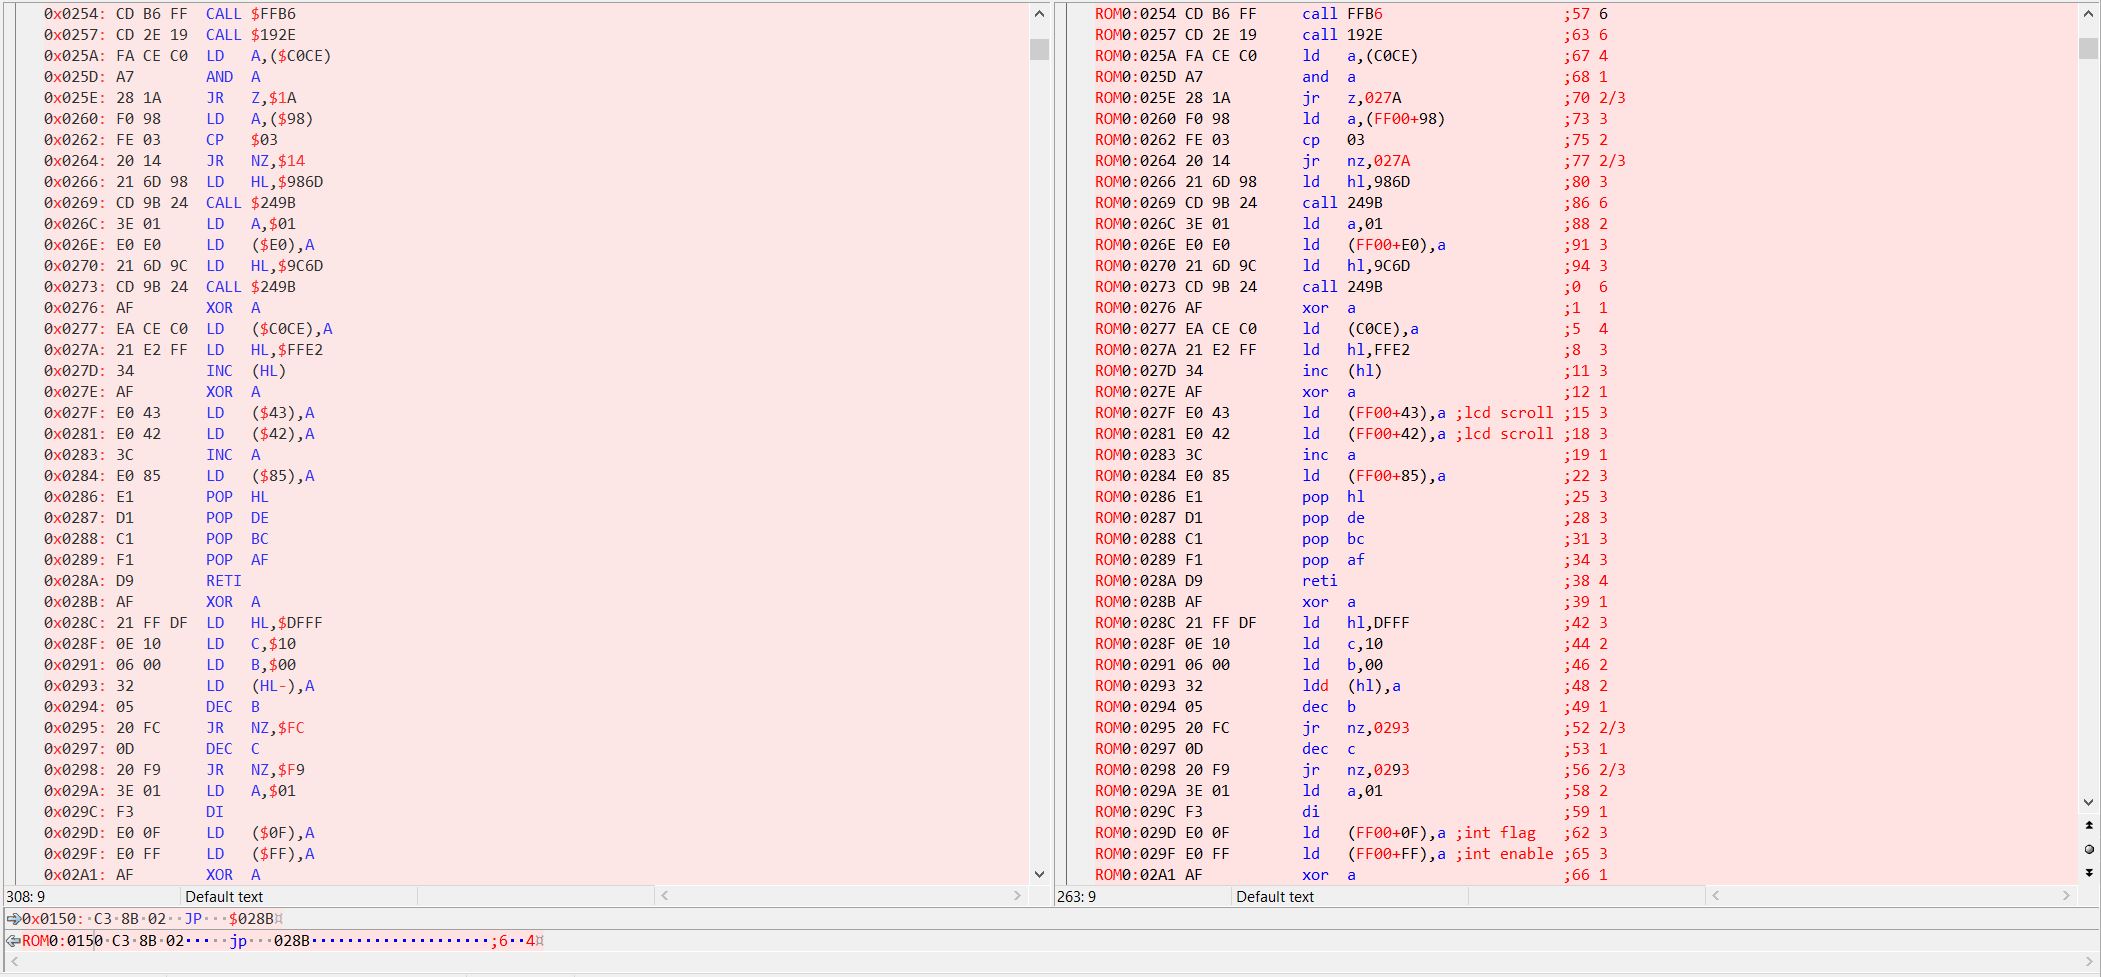 0x0254: CD B6 FF  CALL $FFB6
0x0257: CD 2E 19  CALL $192E
0x025A: FA CE C0  LD   A,($C0CE)
0x025D: A7        AND  A
0x025E: 28 1A     JR   Z,$1A
0x0260: F0 98     LD   A,($98)
0x0262: FE 03     CP   $03
0x0264: 20 14     JR   NZ,$14
0x0266: 21 6D 98  LD   HL,$986D
0x0269: CD 9B 24  CALL $249B
0x026C: 3E 01     LD   A,$01
0x026E: E0 E0     LD   ($E0),A
0x0270: 21 6D 9C  LD   HL,$9C6D
0x0273: CD 9B 24  CALL $249B
0x0276: AF        XOR  A
0x0277: EA CE C0  LD   ($C0CE),A
0x027A: 21 E2 FF  LD   HL,$FFE2
0x027D: 34        INC  (HL)
0x027E: AF        XOR  A
0x027F: E0 43     LD   ($43),A
0x0281: E0 42     LD   ($42),A
0x0283: 3C        INC  A
0x0284: E0 85     LD   ($85),A
0x0286: E1        POP  HL
0x0287: D1        POP  DE
0x0288: C1        POP  BC
0x0289: F1        POP  AF
0x028A: D9        RETI
0x028B: AF        XOR  A
0x028C: 21 FF DF  LD   HL,$DFFF
0x028F: 0E 10     LD   C,$10
0x0291: 06 00     LD   B,$00
0x0293: 32        LD   (HL-),A
0x0294: 05        DEC  B
0x0295: 20 FC     JR   NZ,$FC
0x0297: 0D        DEC  C
0x0298: 20 F9     JR   NZ,$F9
0x029A: 3E 01     LD   A,$01
0x029C: F3        DI
0x029D: E0 0F     LD   ($0F),A
0x029F: E0 FF     LD   ($FF),A
0x02A1: AF        XOR  A
308: 9 Default text
ROM0:0254 CD B6 FF     call FFB6              ;57 6
ROM0:0257 CD 2E 19     call 192E              ;63 6
ROM0:025A FA CE C0     ld   a,(C0CE)          ;67 4
ROM0:025D A7           and  a                 ;68 1
ROM0:025E 28 1A        jr   z,027A            ;70 2/3
ROM0:0260 F0 98        ld   a,(FF00+98)       ;73 3
ROM0:0262 FE 03        cp   03                ;75 2
ROM0:0264 20 14        jr   nz,027A           ;77 2/3
ROM0:0266 21 6D 98     ld   hl,986D           ;80 3
ROM0:0269 CD 9B 24     call 249B              ;86 6
ROM0:026C 3E 01        ld   a,01              ;88 2
ROM0:026E E0 E0        ld   (FF00+E0),a       ;91 3
ROM0:0270 21 6D 9C     ld   hl,9C6D           ;94 3
ROM0:0273 CD 9B 24     call 249B              ;0  6
ROM0:0276 AF           xor  a                 ;1  1
ROM0:0277 EA CE C0     ld   (C0CE),a          ;5  4
ROM0:027A 21 E2 FF     ld   hl,FFE2           ;8  3
ROM0:027D 34           inc  (hl)              ;11 3
ROM0:027E AF           xor  a                 ;12 1
ROM0:027F E0 43        ld   (FF00+43),a ;lcd scroll ;15 3
ROM0:0281 E0 42        ld   (FF00+42),a ;lcd scroll ;18 3
ROM0:0283 3C           inc  a                 ;19 1
ROM0:0284 E0 85        ld   (FF00+85),a       ;22 3
ROM0:0286 E1           pop  hl                ;25 3
ROM0:0287 D1           pop  de                ;28 3
ROM0:0288 C1           pop  bc                ;31 3
ROM0:0289 F1           pop  af                ;34 3
ROM0:028A D9           reti                   ;38 4
ROM0:028B AF           xor  a                 ;39 1
ROM0:028C 21 FF DF     ld   hl,DFFF           ;42 3
ROM0:028F 0E 10        ld   c,10              ;44 2
ROM0:0291 06 00        ld   b,00              ;46 2
ROM0:0293 32           ldd  (hl),a            ;48 2
ROM0:0294 05           dec  b                 ;49 1
ROM0:0295 20 FC        jr   nz,0293           ;52 2/3
ROM0:0297 0D           dec  c                 ;53 1
ROM0:0298 20 F9        jr   nz,0293           ;56 2/3
ROM0:029A 3E 01        ld   a,01              ;58 2
ROM0:029C F3           di                     ;59 1
ROM0:029D E0 0F        ld   (FF00+0F),a ;int flag   ;62 3
ROM0:029F E0 FF        ld   (FF00+FF),a ;int enable ;65 3
ROM0:02A1 AF           xor  a                 ;66 1
263: 9 Default text
0x0150:·C3·8B·02··JP···$028B¤
ROM0:0150·C3·8B·02·····jp···028B····················;6··4¤